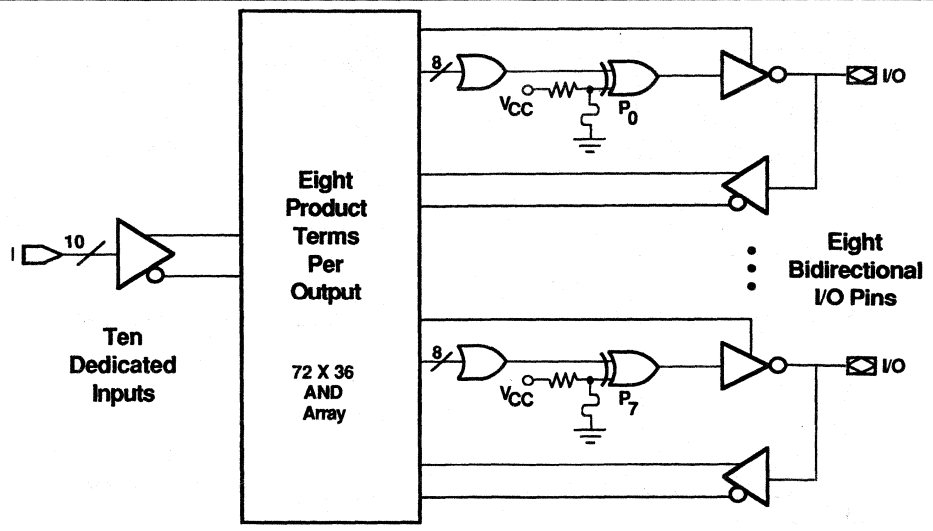 8
I/O
VCC
P0
Eight
Product
Terms
Per
Output
I
10
Eight
Bidirectional
I/O Pins
Ten
Dedicated
Inputs
72 X 36
AND
Array
8
I/O
VCC
P7